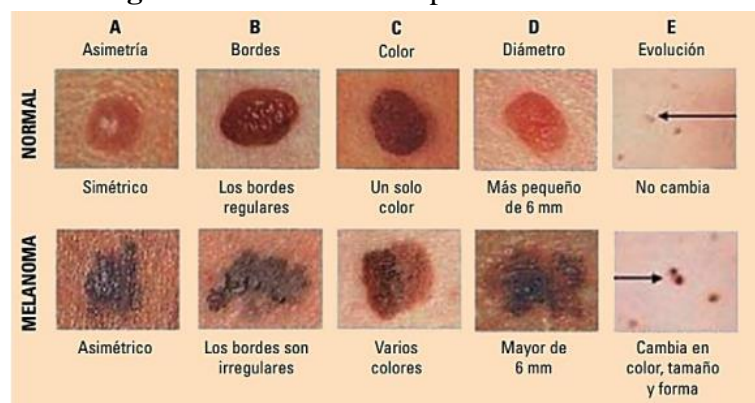 A B C D E
Asimetría Bordes Color Diámetro Evolución
NORMAL
Simétrico Los bordes Un solo Más pequeño No cambia
regulares color de 6 mm
MELANOMA
Asimétrico Los bordes son Varios Mayor de Cambia en
irregulares colores 6 mm color, tamaño
y forma